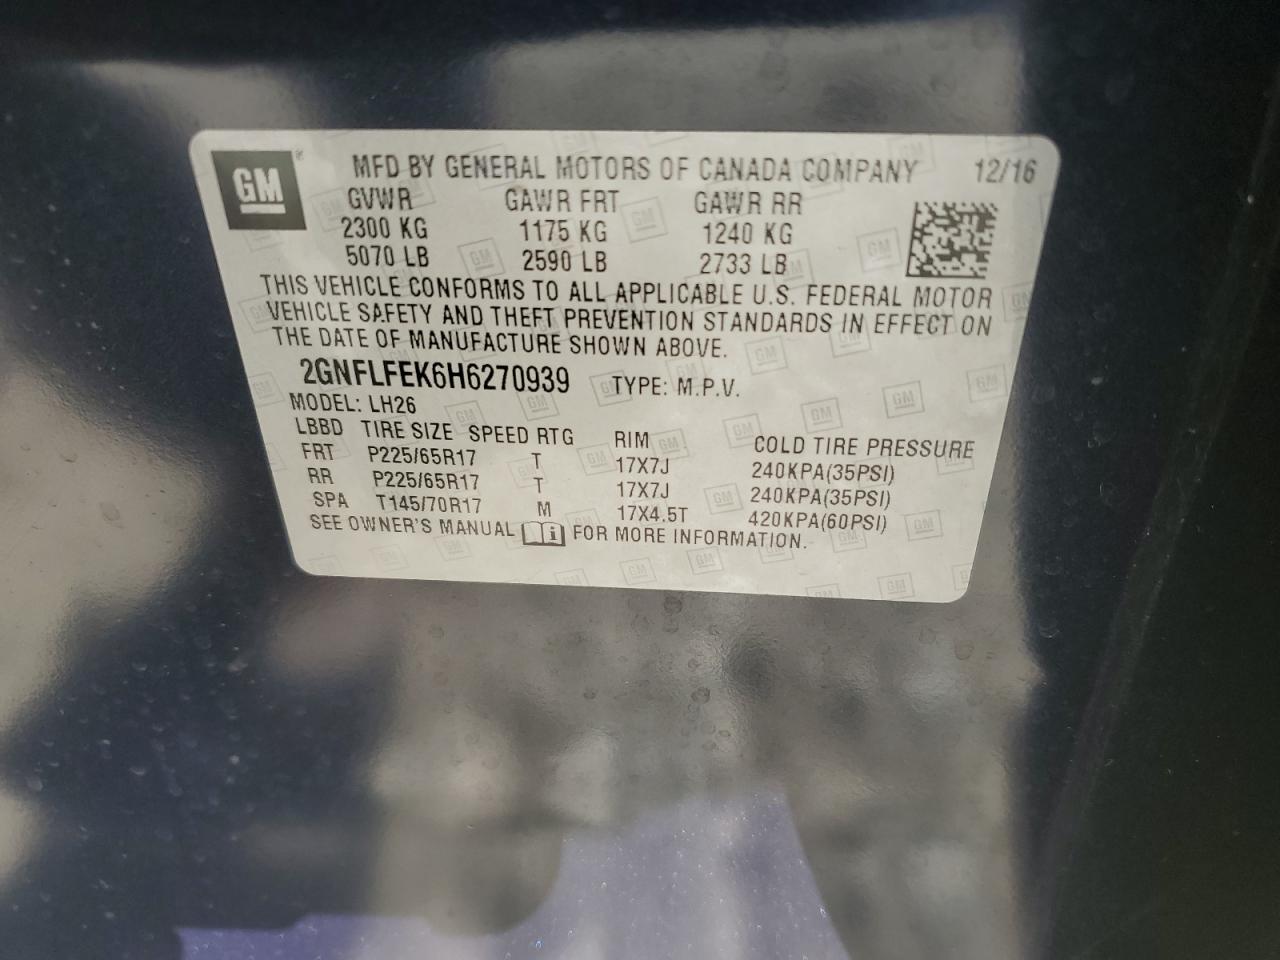 GM ® MFD BY GENERAL MOTORS OF CANADA COMPANY 12/16
GVWR GAWR FRT GAWR RR
2300 KG 1175 KG 1240 KG
5070 LB 2590 LB 2733 LB
THIS VEHICLE CONFORMS TO ALL APPLICABLE U.S. FEDERAL MOTOR
VEHICLE SAFETY AND THEFT PREVENTION STANDARDS IN EFFECT ON
THE DATE OF MANUFACTURE SHOWN ABOVE.
2GNFLFEK6H6270939 TYPE: M.P.V.
MODEL: LH26
LBBD TIRE SIZE SPEED RTG RIM COLD TIRE PRESSURE
FRT P225/65R17 T 17X7J 240KPA(35PSI)
RR P225/65R17 T 17X7J 240KPA(35PSI)
SPA T145/70R17 M 17X4.5T 420KPA(60PSI)
SEE OWNER'S MANUAL i FOR MORE INFORMATION.